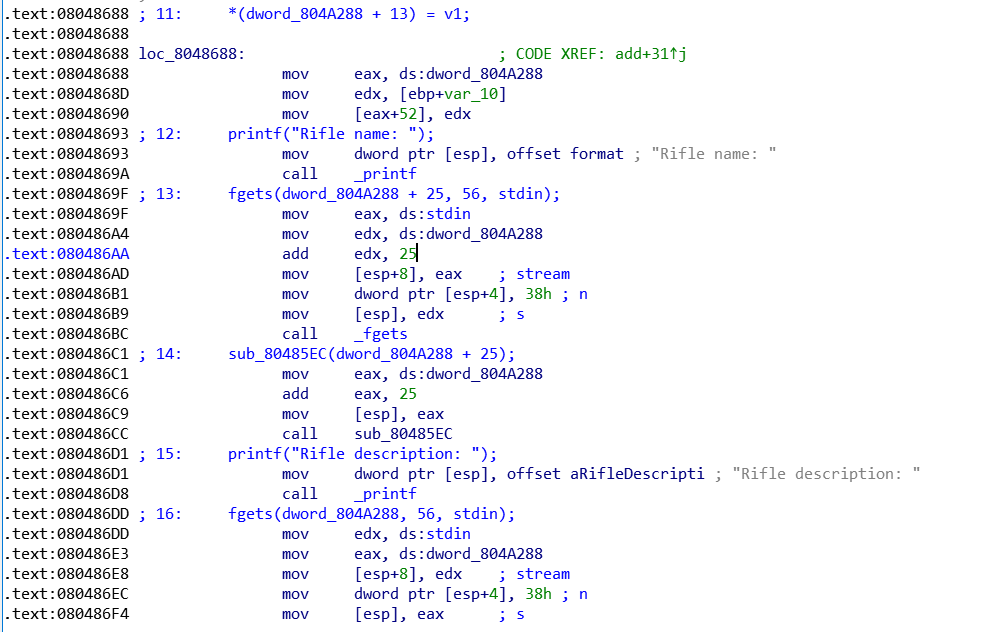 .text:08048688 ; 11:     *(dword_804A288 + 13) = v1;
.text:08048688
.text:08048688 loc_8048688:                            ; CODE XREF: add+31↑j
.text:08048688                 mov     eax, ds:dword_804A288
.text:0804868D                 mov     edx, [ebp+var_10]
.text:08048690                 mov     [eax+52], edx
.text:08048693 ; 12:     printf("Rifle name: ");
.text:08048693                 mov     dword ptr [esp], offset format ; "Rifle name: "
.text:0804869A                 call    _printf
.text:0804869F ; 13:     fgets(dword_804A288 + 25, 56, stdin);
.text:0804869F                 mov     eax, ds:stdin
.text:080486A4                 mov     edx, ds:dword_804A288
.text:080486AA                 add     edx, 25
.text:080486AD                 mov     [esp+8], eax    ; stream
.text:080486B1                 mov     dword ptr [esp+4], 38h ; n
.text:080486B9                 mov     [esp], edx      ; s
.text:080486BC                 call    _fgets
.text:080486C1 ; 14:     sub_80485EC(dword_804A288 + 25);
.text:080486C1                 mov     eax, ds:dword_804A288
.text:080486C6                 add     eax, 25
.text:080486C9                 mov     [esp], eax
.text:080486CC                 call    sub_80485EC
.text:080486D1 ; 15:     printf("Rifle description: ");
.text:080486D1                 mov     dword ptr [esp], offset aRifleDescripti ; "Rifle description: "
.text:080486D8                 call    _printf
.text:080486DD ; 16:     fgets(dword_804A288, 56, stdin);
.text:080486DD                 mov     edx, ds:stdin
.text:080486E3                 mov     eax, ds:dword_804A288
.text:080486E8                 mov     [esp+8], edx    ; stream
.text:080486EC                 mov     dword ptr [esp+4], 38h ; n
.text:080486F4                 mov     [esp], eax      ; s